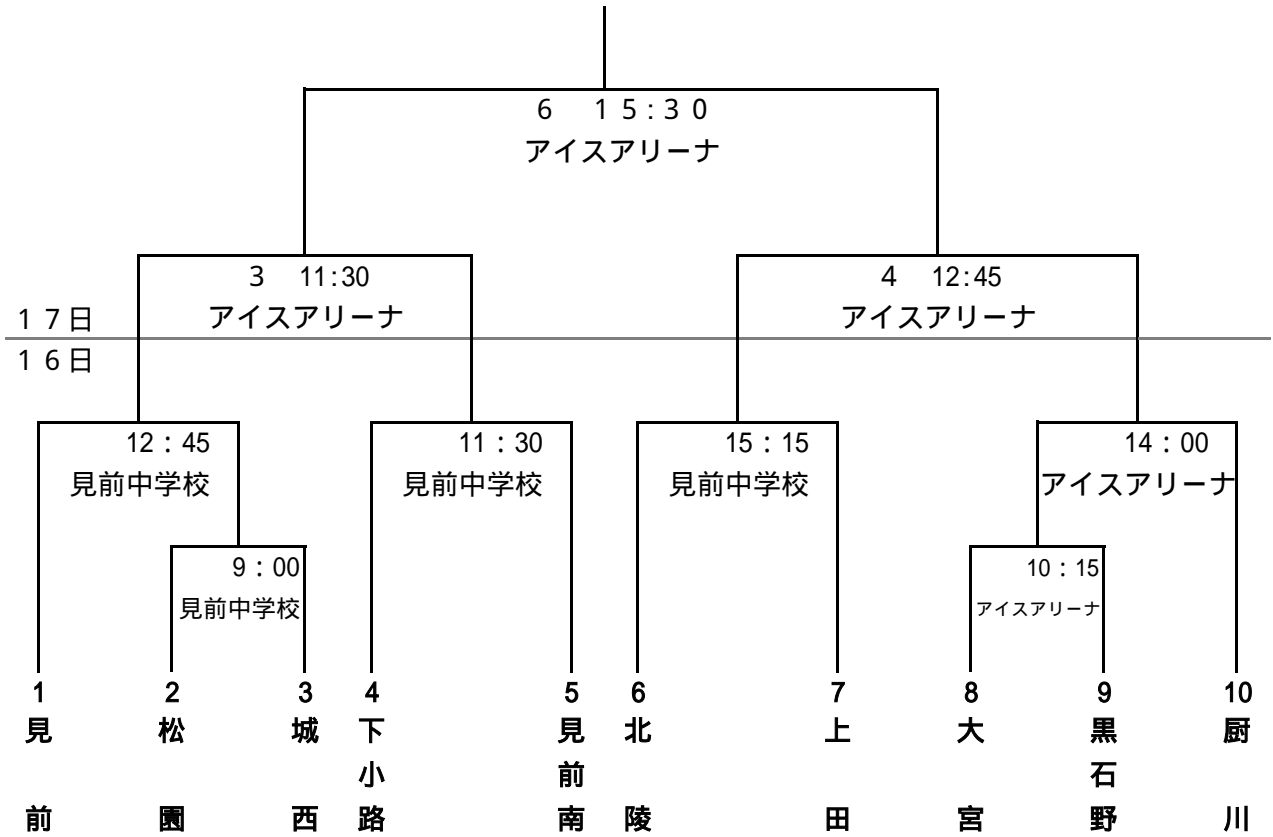 6 15:30
アイスアリーナ
3 11:30
4 12:45
アイスアリーナ
アイスアリーナ
17日
16日
12:45
11:30
15:15
14:00
見前中学校
見前中学校
見前中学校
アイスアリーナ
9:00
10:15
見前中学校
アイスアリーナ
1
2
3
4
5
6
7
8
9
10
見前
松園
城西
下小路
見前南
北陵
上田
大宮
黒石野
厨川